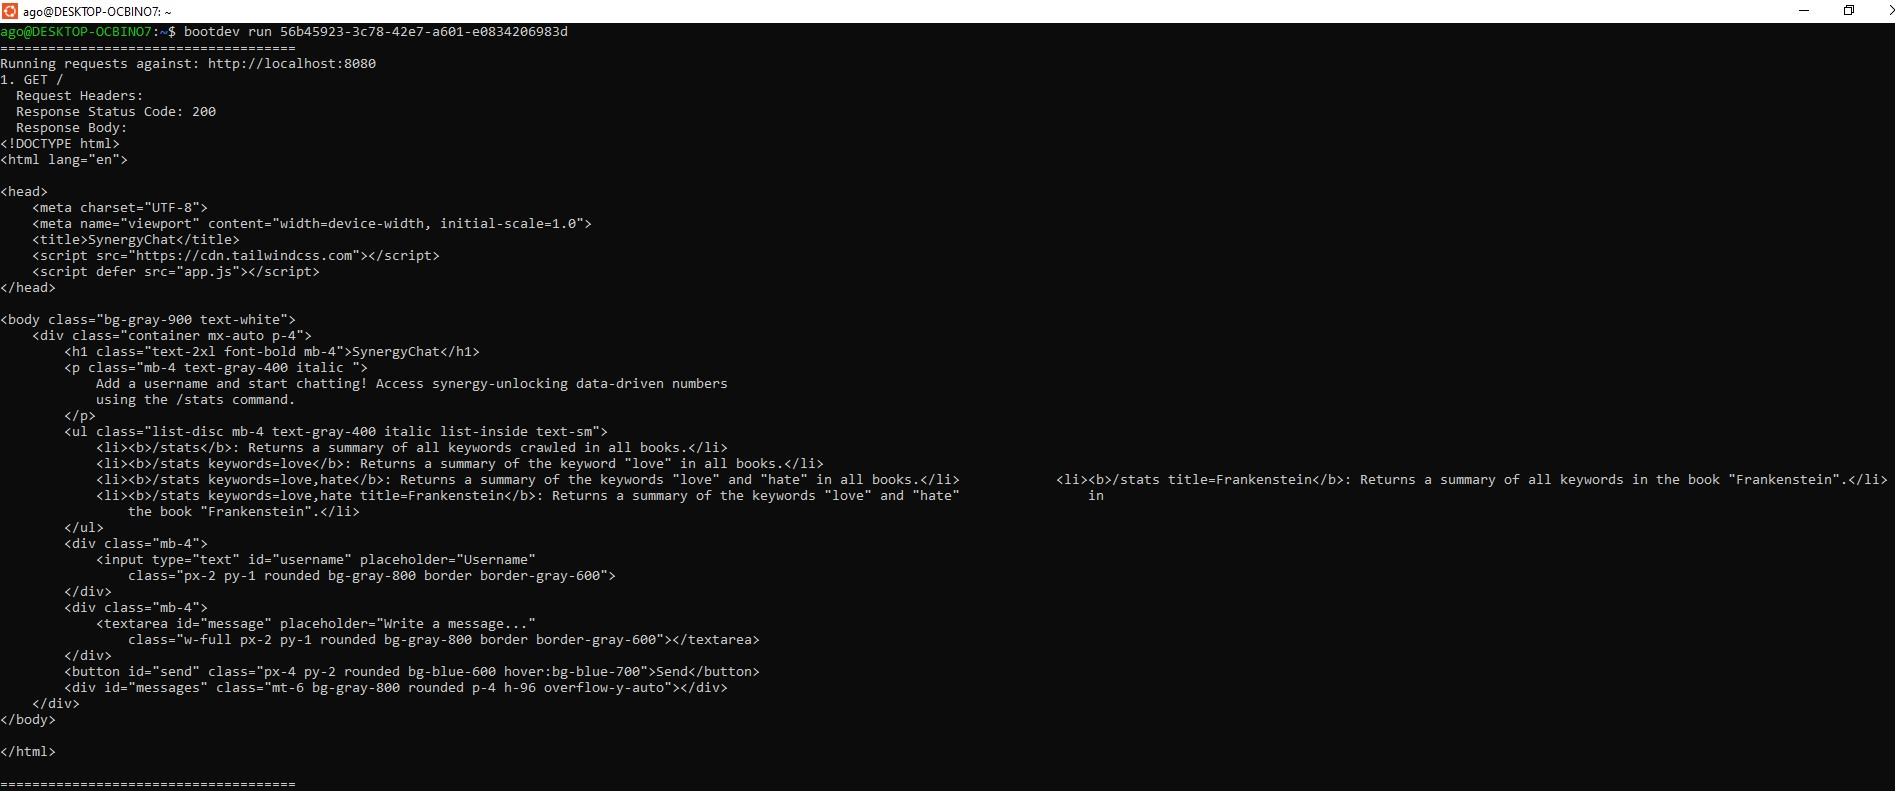 ago@DESKTOP-OCBINO7: ~
ago@DESKTOP-OCBINO7:~$ bootdev run 56b45923-3c78-42e7-a601-e0834206983d
=====================================
Running requests against: http://localhost:8080
1. GET /
  Request Headers:
  Response Status Code: 200
  Response Body:
<!DOCTYPE html>
<html lang="en">

<head>
    <meta charset="UTF-8">
    <meta name="viewport" content="width=device-width, initial-scale=1.0">
    <title>SynergyChat</title>
    <script src="https://cdn.tailwindcss.com"></script>
    <script defer src="app.js"></script>
</head>

<body class="bg-gray-900 text-white">
    <div class="container mx-auto p-4">
        <h1 class="text-2xl font-bold mb-4">SynergyChat</h1>
        <p class="mb-4 text-gray-400 italic ">
            Add a username and start chatting! Access synergy-unlocking data-driven numbers
            using the /stats command.
        </p>
        <ul class="list-disc mb-4 text-gray-400 italic list-inside text-sm">
            <li><b>/stats</b>: Returns a summary of all keywords crawled in all books.</li>
            <li><b>/stats keywords=love</b>: Returns a summary of the keyword "love" in all books.</li>
            <li><b>/stats keywords=love,hate</b>: Returns a summary of the keywords "love" and "hate" in all books.</li>            <li><b>/stats title=Frankenstein</b>: Returns a summary of all keywords in the book "Frankenstein".</li>
            <li><b>/stats keywords=love,hate title=Frankenstein</b>: Returns a summary of the keywords "love" and "hate"                in
                the book "Frankenstein".</li>
        </ul>
        <div class="mb-4">
            <input type="text" id="username" placeholder="Username"
                class="px-2 py-1 rounded bg-gray-800 border border-gray-600">
        </div>
        <div class="mb-4">
            <textarea id="message" placeholder="Write a message..."
                class="w-full px-2 py-1 rounded bg-gray-800 border border-gray-600"></textarea>
        </div>
        <button id="send" class="px-4 py-2 rounded bg-blue-600 hover:bg-blue-700">Send</button>
        <div id="messages" class="mt-6 bg-gray-800 rounded p-4 h-96 overflow-y-auto"></div>
    </div>
</body>

</html>

=====================================